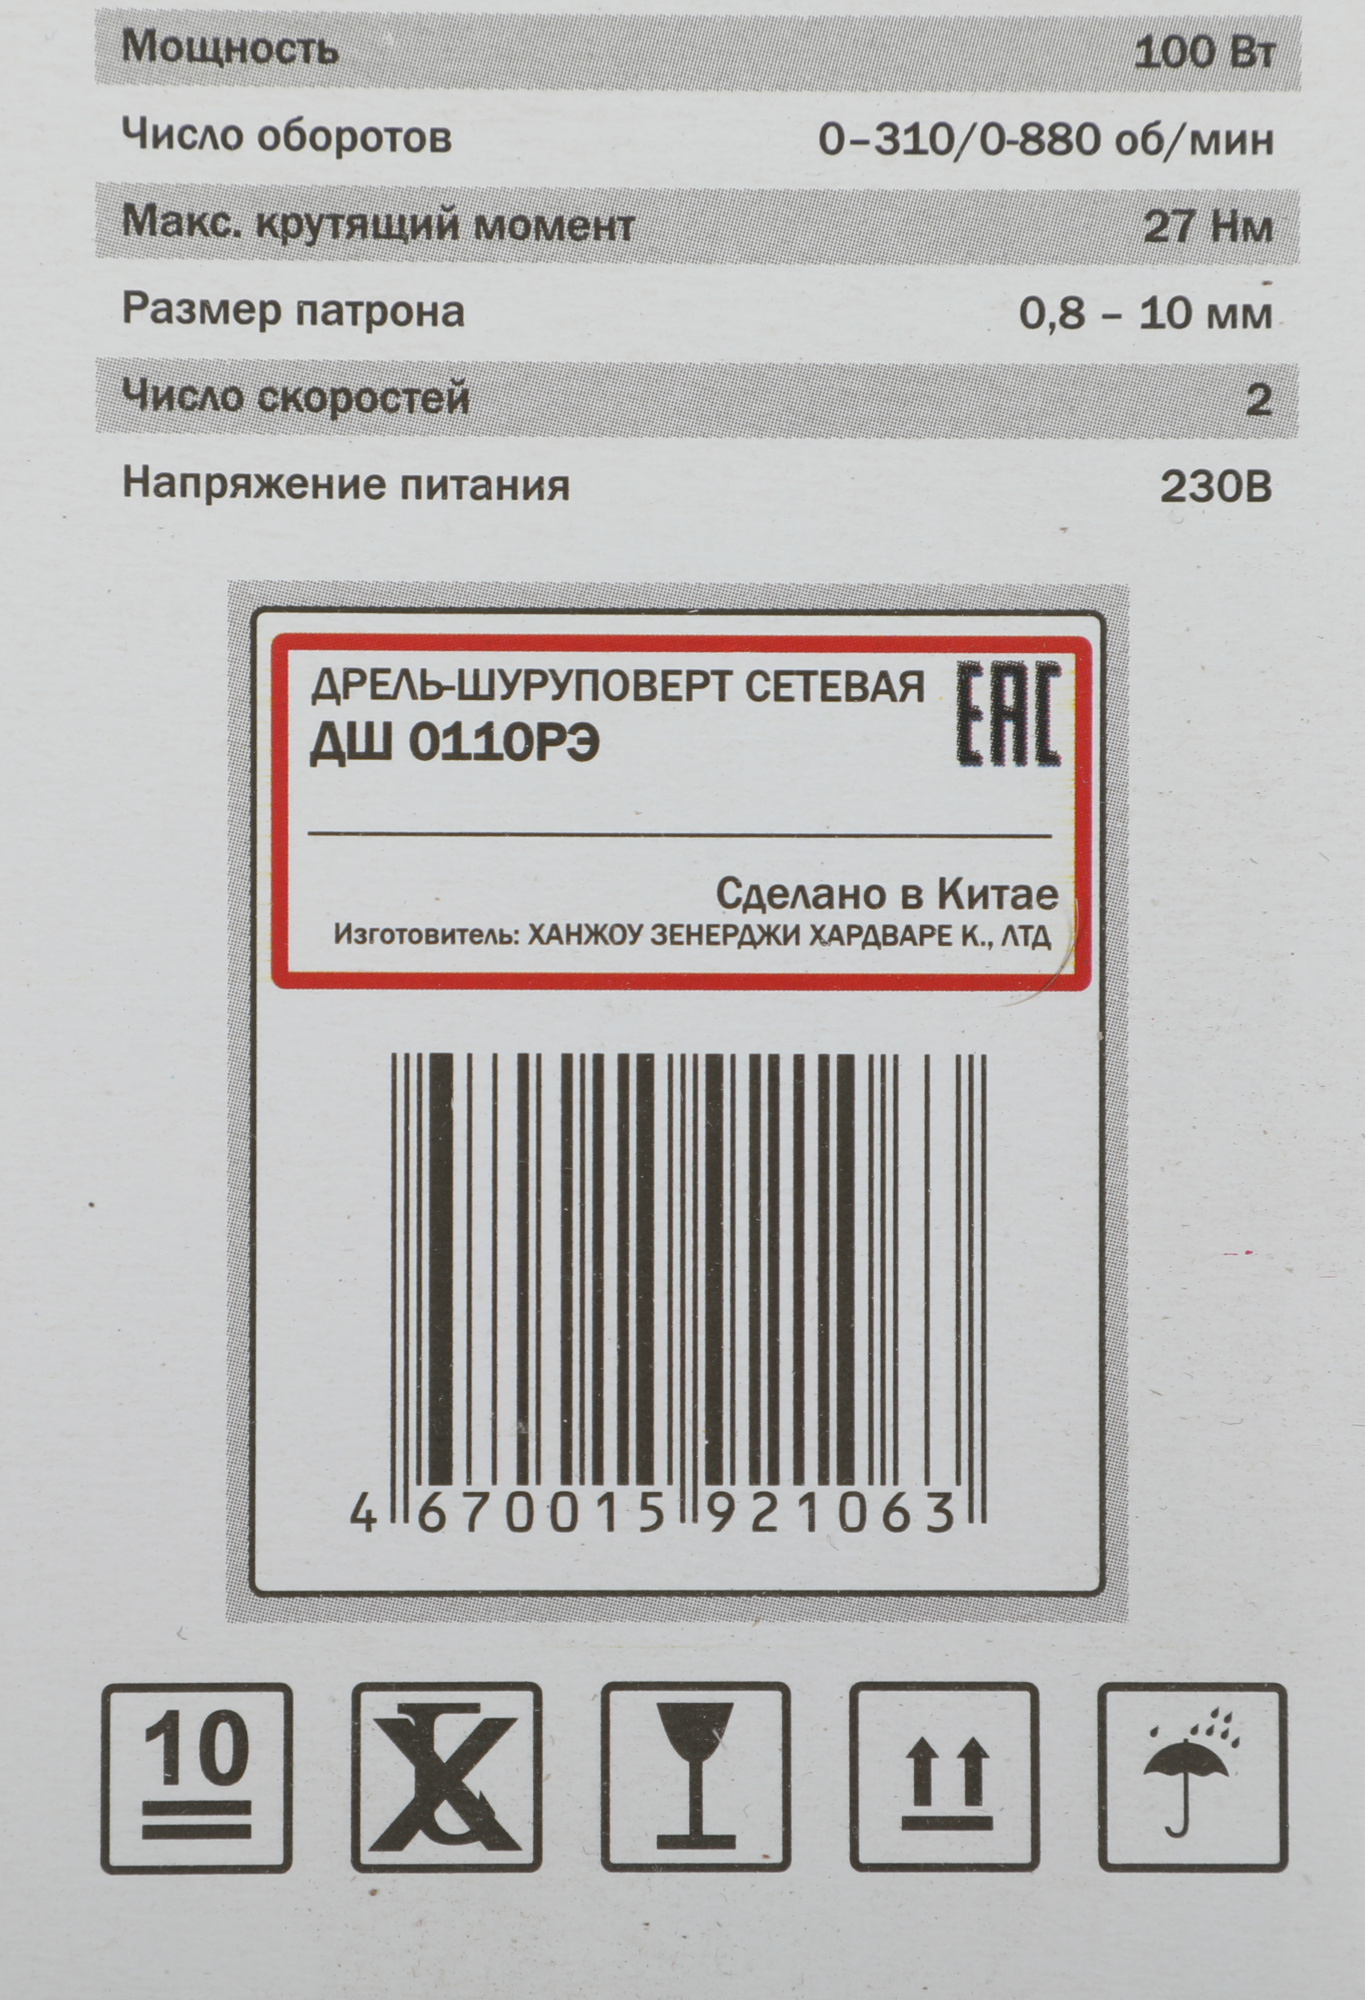 Мощность 100 Вт
Число оборотов 0–310/0-880 об/мин
Макс. крутящий момент 27 Нм
Размер патрона 0,8 – 10 мм
Число скоростей 2
Напряжение питания 230В
ДРЕЛЬ-ШУРУПОВЕРТ СЕТЕВАЯ
ДШ 0110РЭ
ЕАС
Сделано в Китае
Изготовитель: ХАНЖОУ ЗЕНЕРДЖИ ХАРДВАРЕ К., ЛТД
4 670015 921063
10